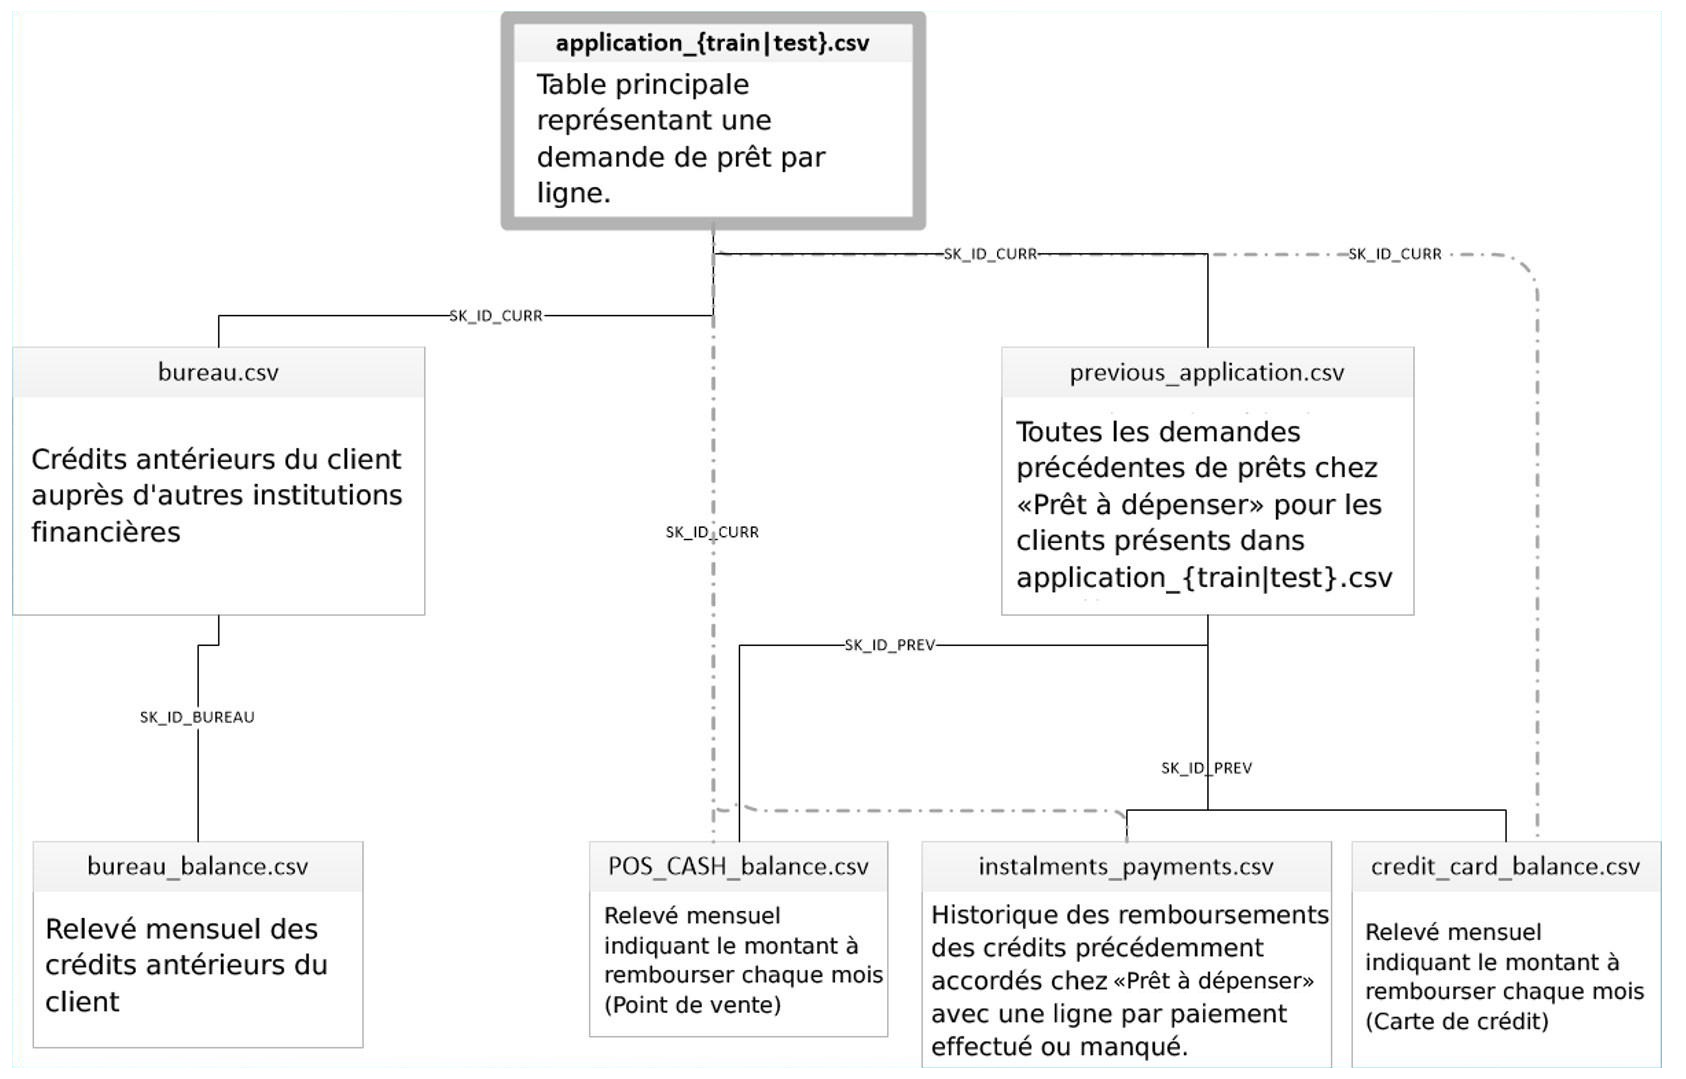 application_{train|test}.csv
Table principale
représentant une
demande de prêt par
ligne.
SK_ID_CURR
SK_ID_CURR
SK_ID_CURR
bureau.csv
Crédits antérieurs du client
auprès d'autres institutions
financières
previous_application.csv
Toutes les demandes
précédentes de prêts chez
«Prêt à dépenser» pour les
clients présents dans
application_{train|test}.csv
SK_ID_CURR
SK_ID_PREV
SK_ID_BUREAU
SK_ID_PREV
bureau_balance.csv
Relevé mensuel des
crédits antérieurs du
client
POS_CASH_balance.csv
Relevé mensuel
indiquant le montant à
rembourser chaque mois
(Point de vente)
instalments_payments.csv
Historique des remboursements
des crédits précédemment
accordés chez «Prêt à dépenser»
avec une ligne par paiement
effectué ou manqué.
credit_card_balance.csv
Relevé mensuel
indiquant le montant à
rembourser chaque mois
(Carte de crédit)